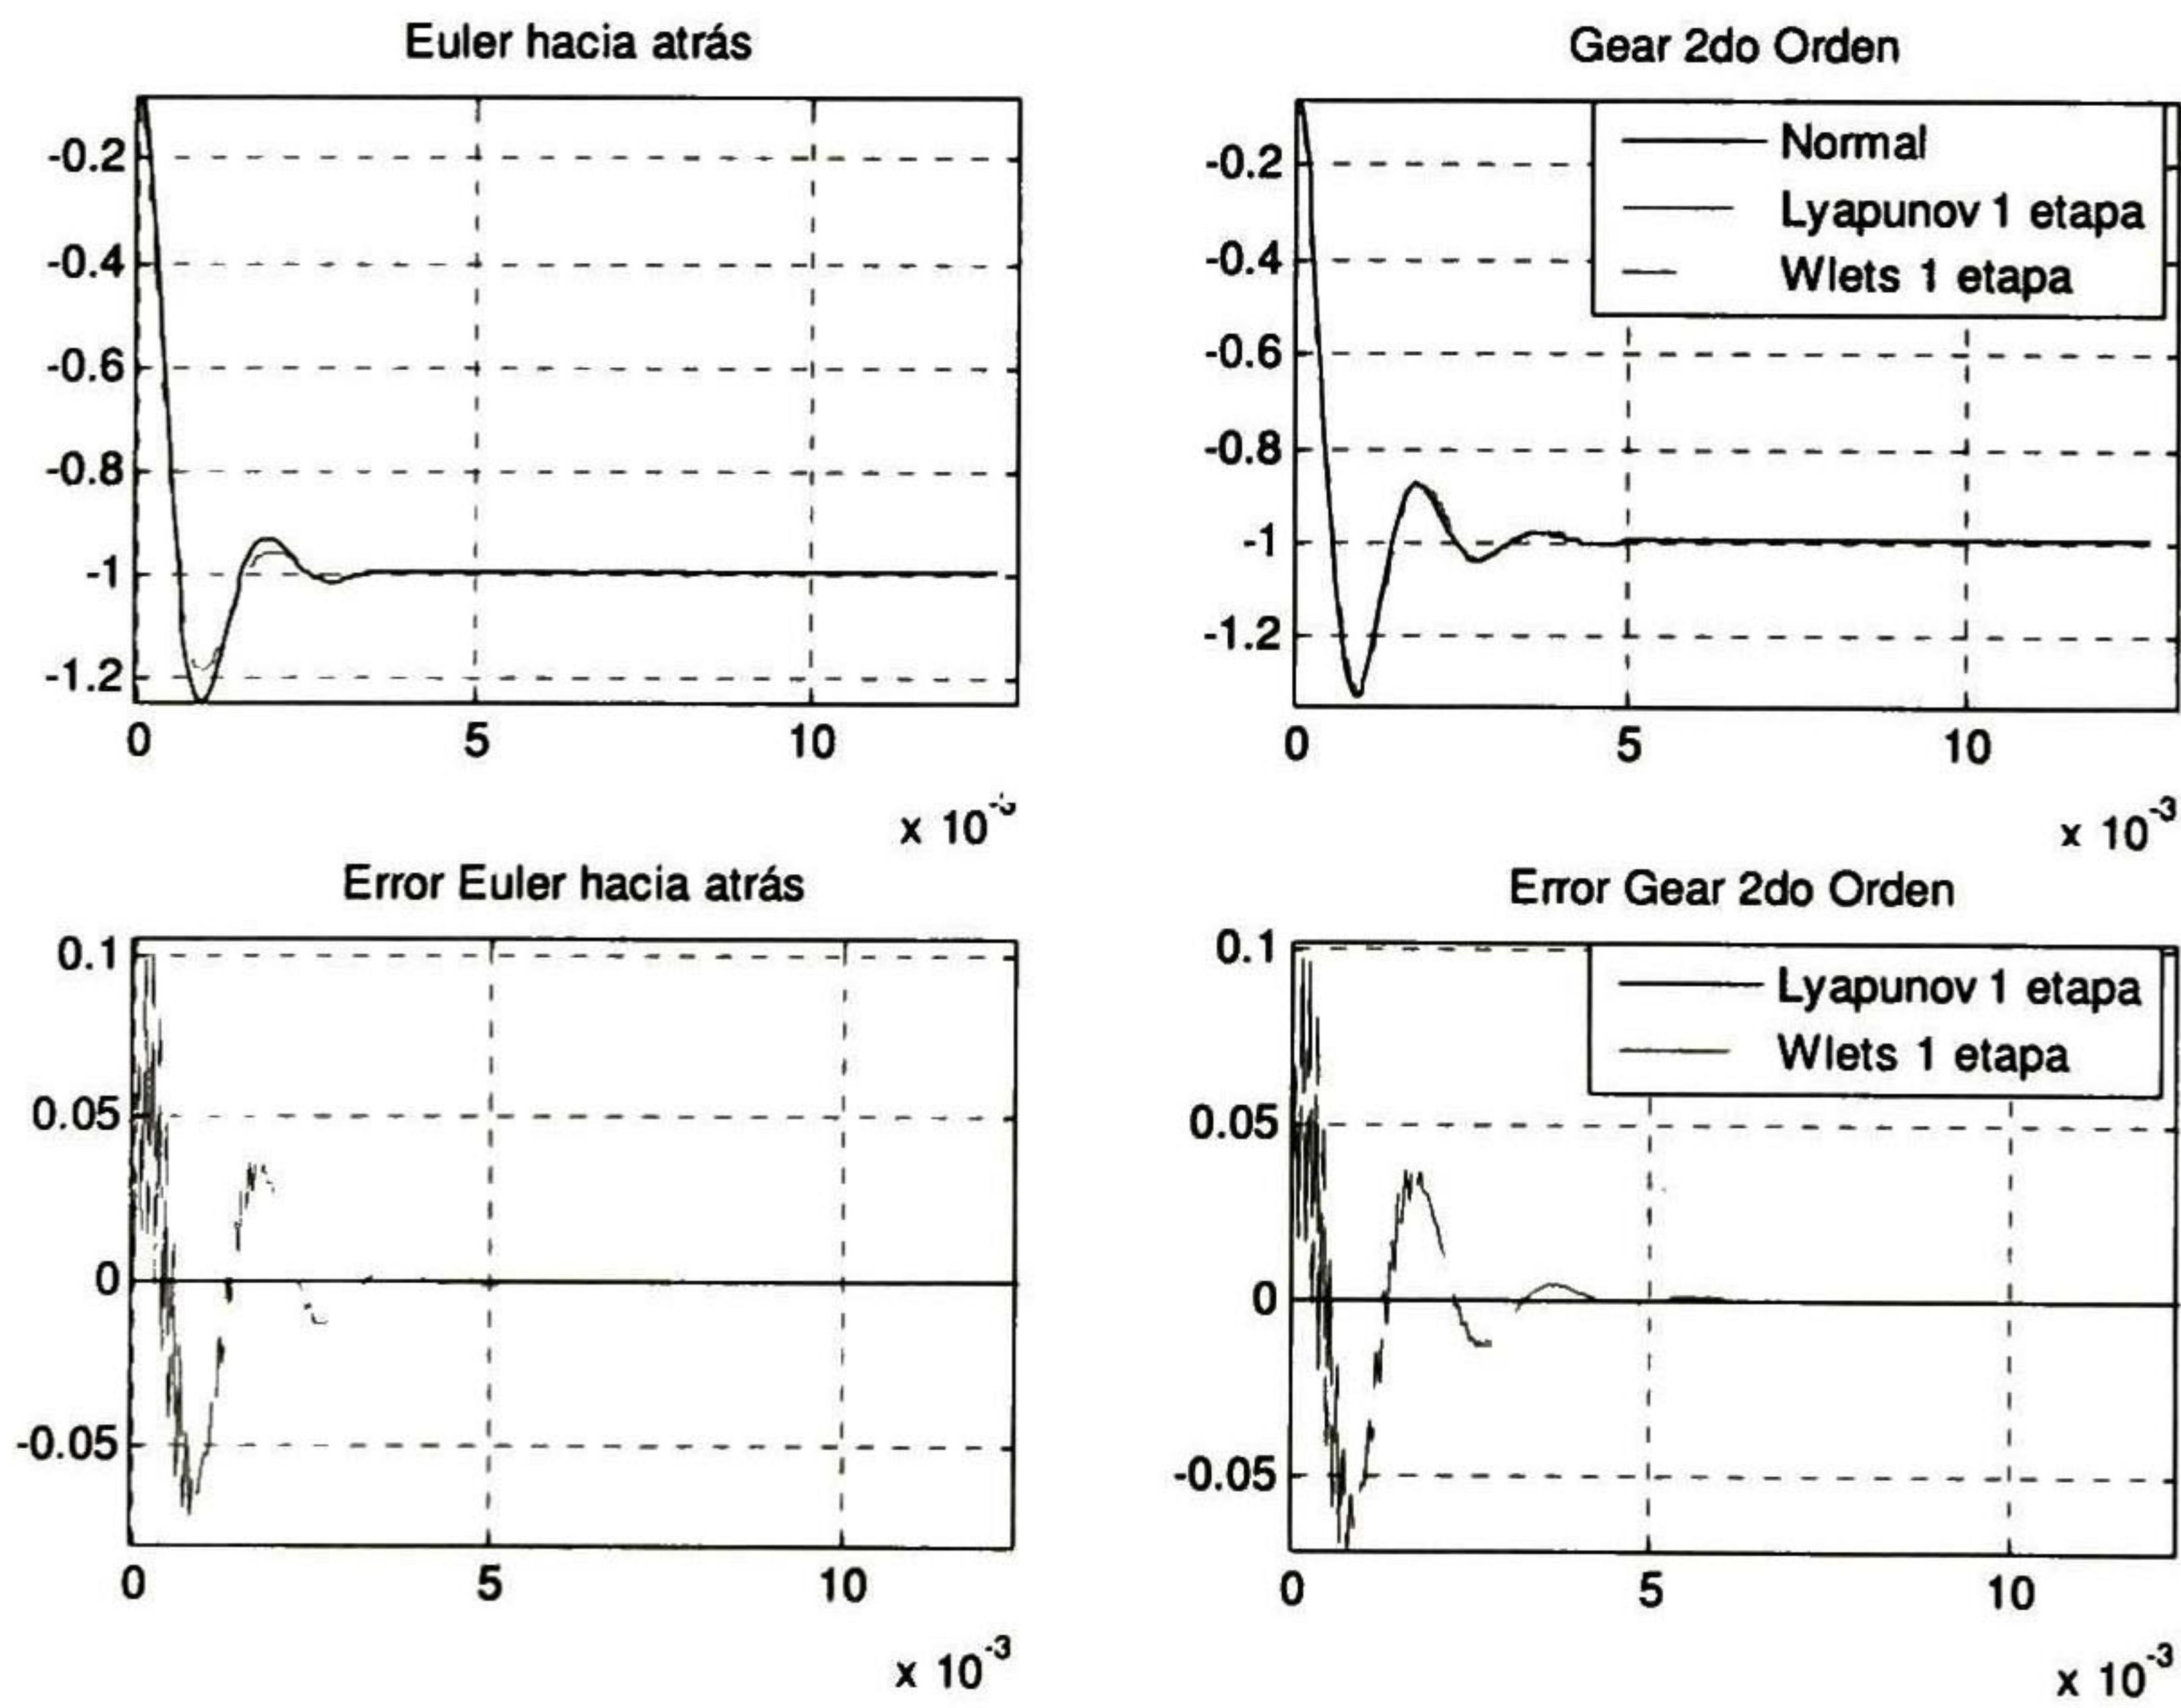 Euler hacia atrás
-0.2
-0.4
-0.6
-0.8
-1
-1.2
0 5 10
x 10^-3
Gear 2do Orden
Normal
Lyapunov 1 etapa
Wlets 1 etapa
-0.2
-0.4
-0.6
-0.8
-1
-1.2
0 5 10
x 10^-3
Error Euler hacia atrás
0.1
0.05
0
-0.05
0 5 10
x 10^-3
Error Gear 2do Orden
Lyapunov 1 etapa
Wlets 1 etapa
0.1
0.05
0
-0.05
0 5 10
x 10^-3